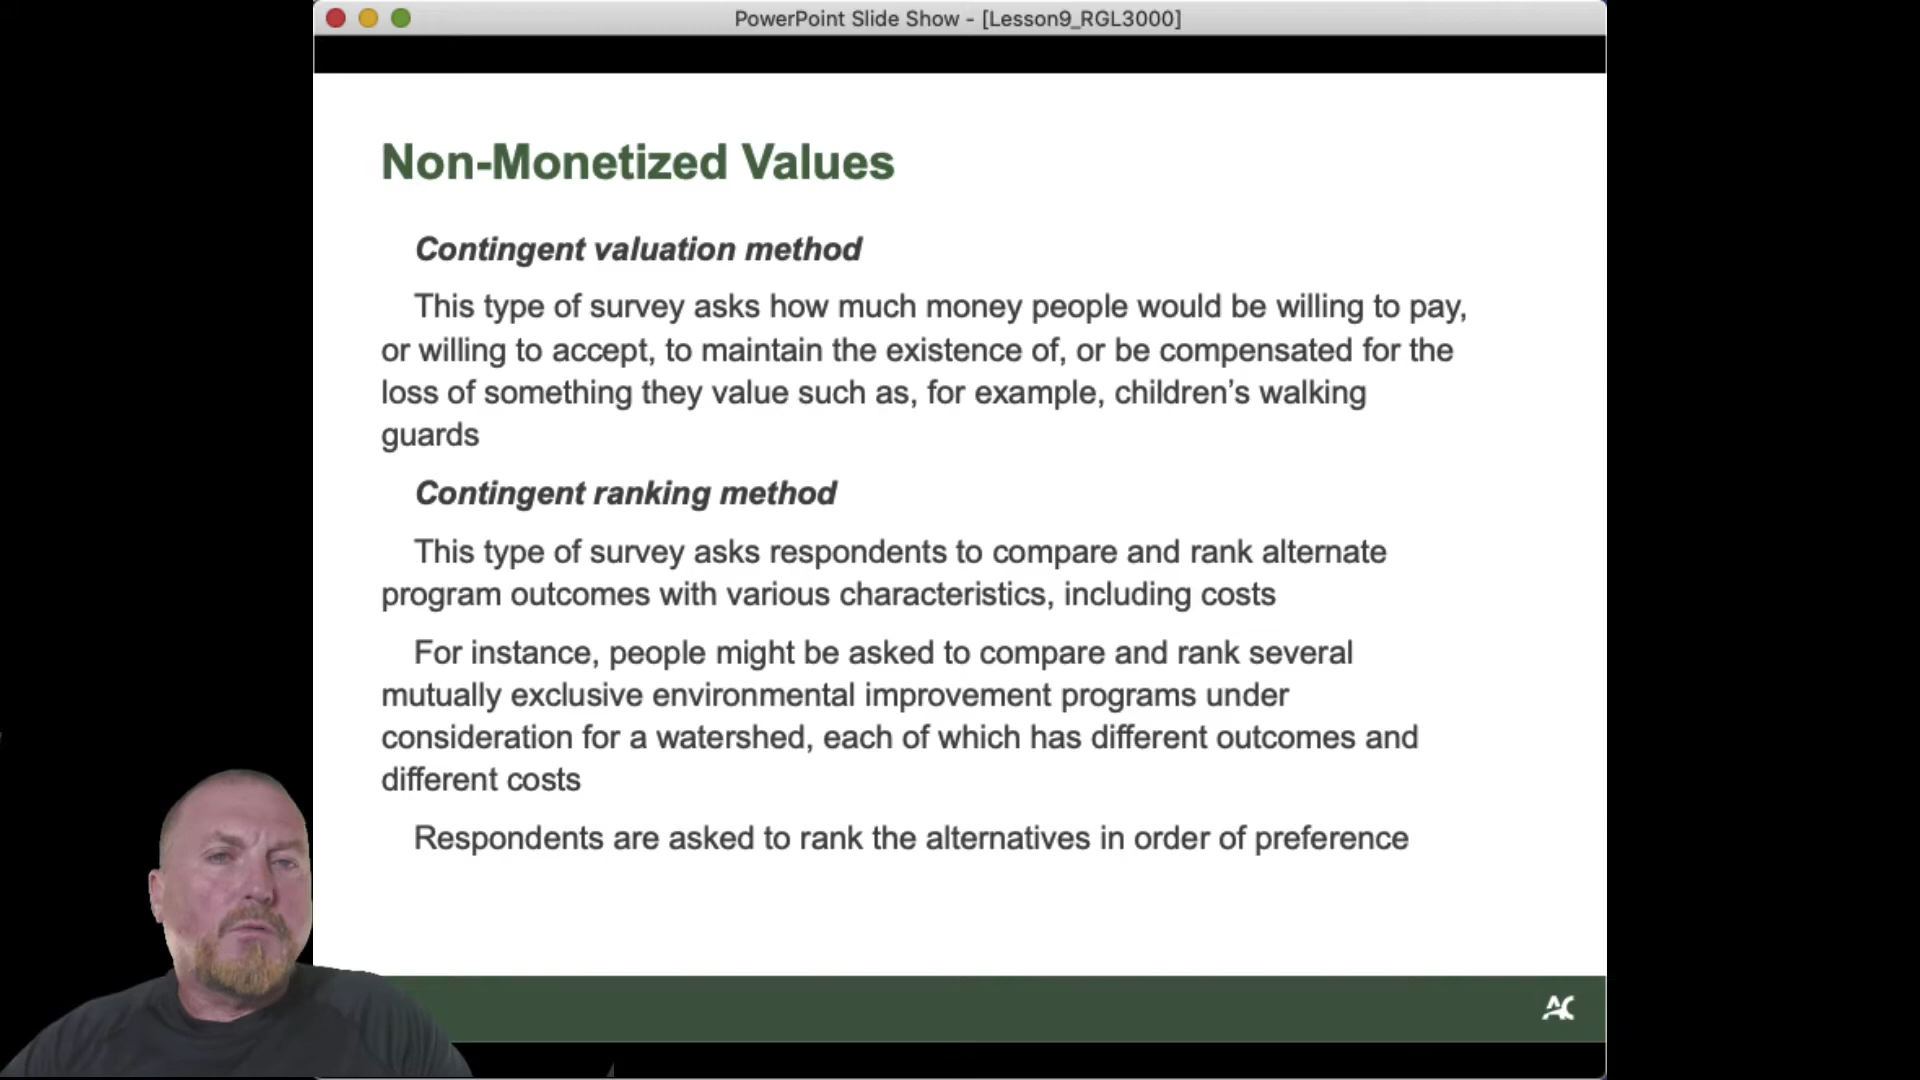 PowerPoint Slide Show - [Lesson9_RGL3000]
Non-Monetized Values
Contingent valuation method
This type of survey asks how much money people would be willing to pay,
or willing to accept, to maintain the existence of, or be compensated for the
loss of something they value such as, for example, children’s walking
guards
Contingent ranking method
This type of survey asks respondents to compare and rank alternate
program outcomes with various characteristics, including costs
For instance, people might be asked to compare and rank several
mutually exclusive environmental improvement programs under
consideration for a watershed, each of which has different outcomes and
different costs
Respondents are asked to rank the alternatives in order of preference
AC